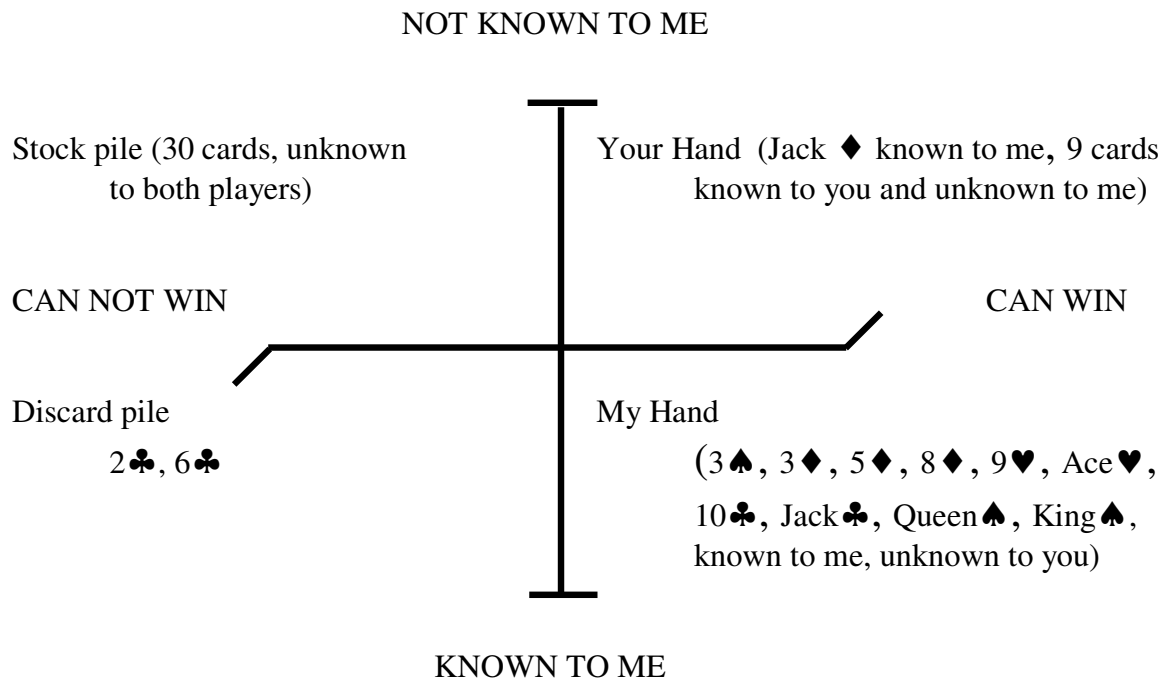 NOT KNOWN TO ME
Stock pile (30 cards, unknown
to both players)
Your Hand (Jack ♦ known to me, 9 cards
known to you and unknown to me)
CAN NOT WIN
CAN WIN
Discard pile
2♣, 6♣
My Hand
(3♠, 3♦, 5♦, 8♦, 9♥, Ace♥,
10♣, Jack♣, Queen♠, King♠,
known to me, unknown to you)
KNOWN TO ME